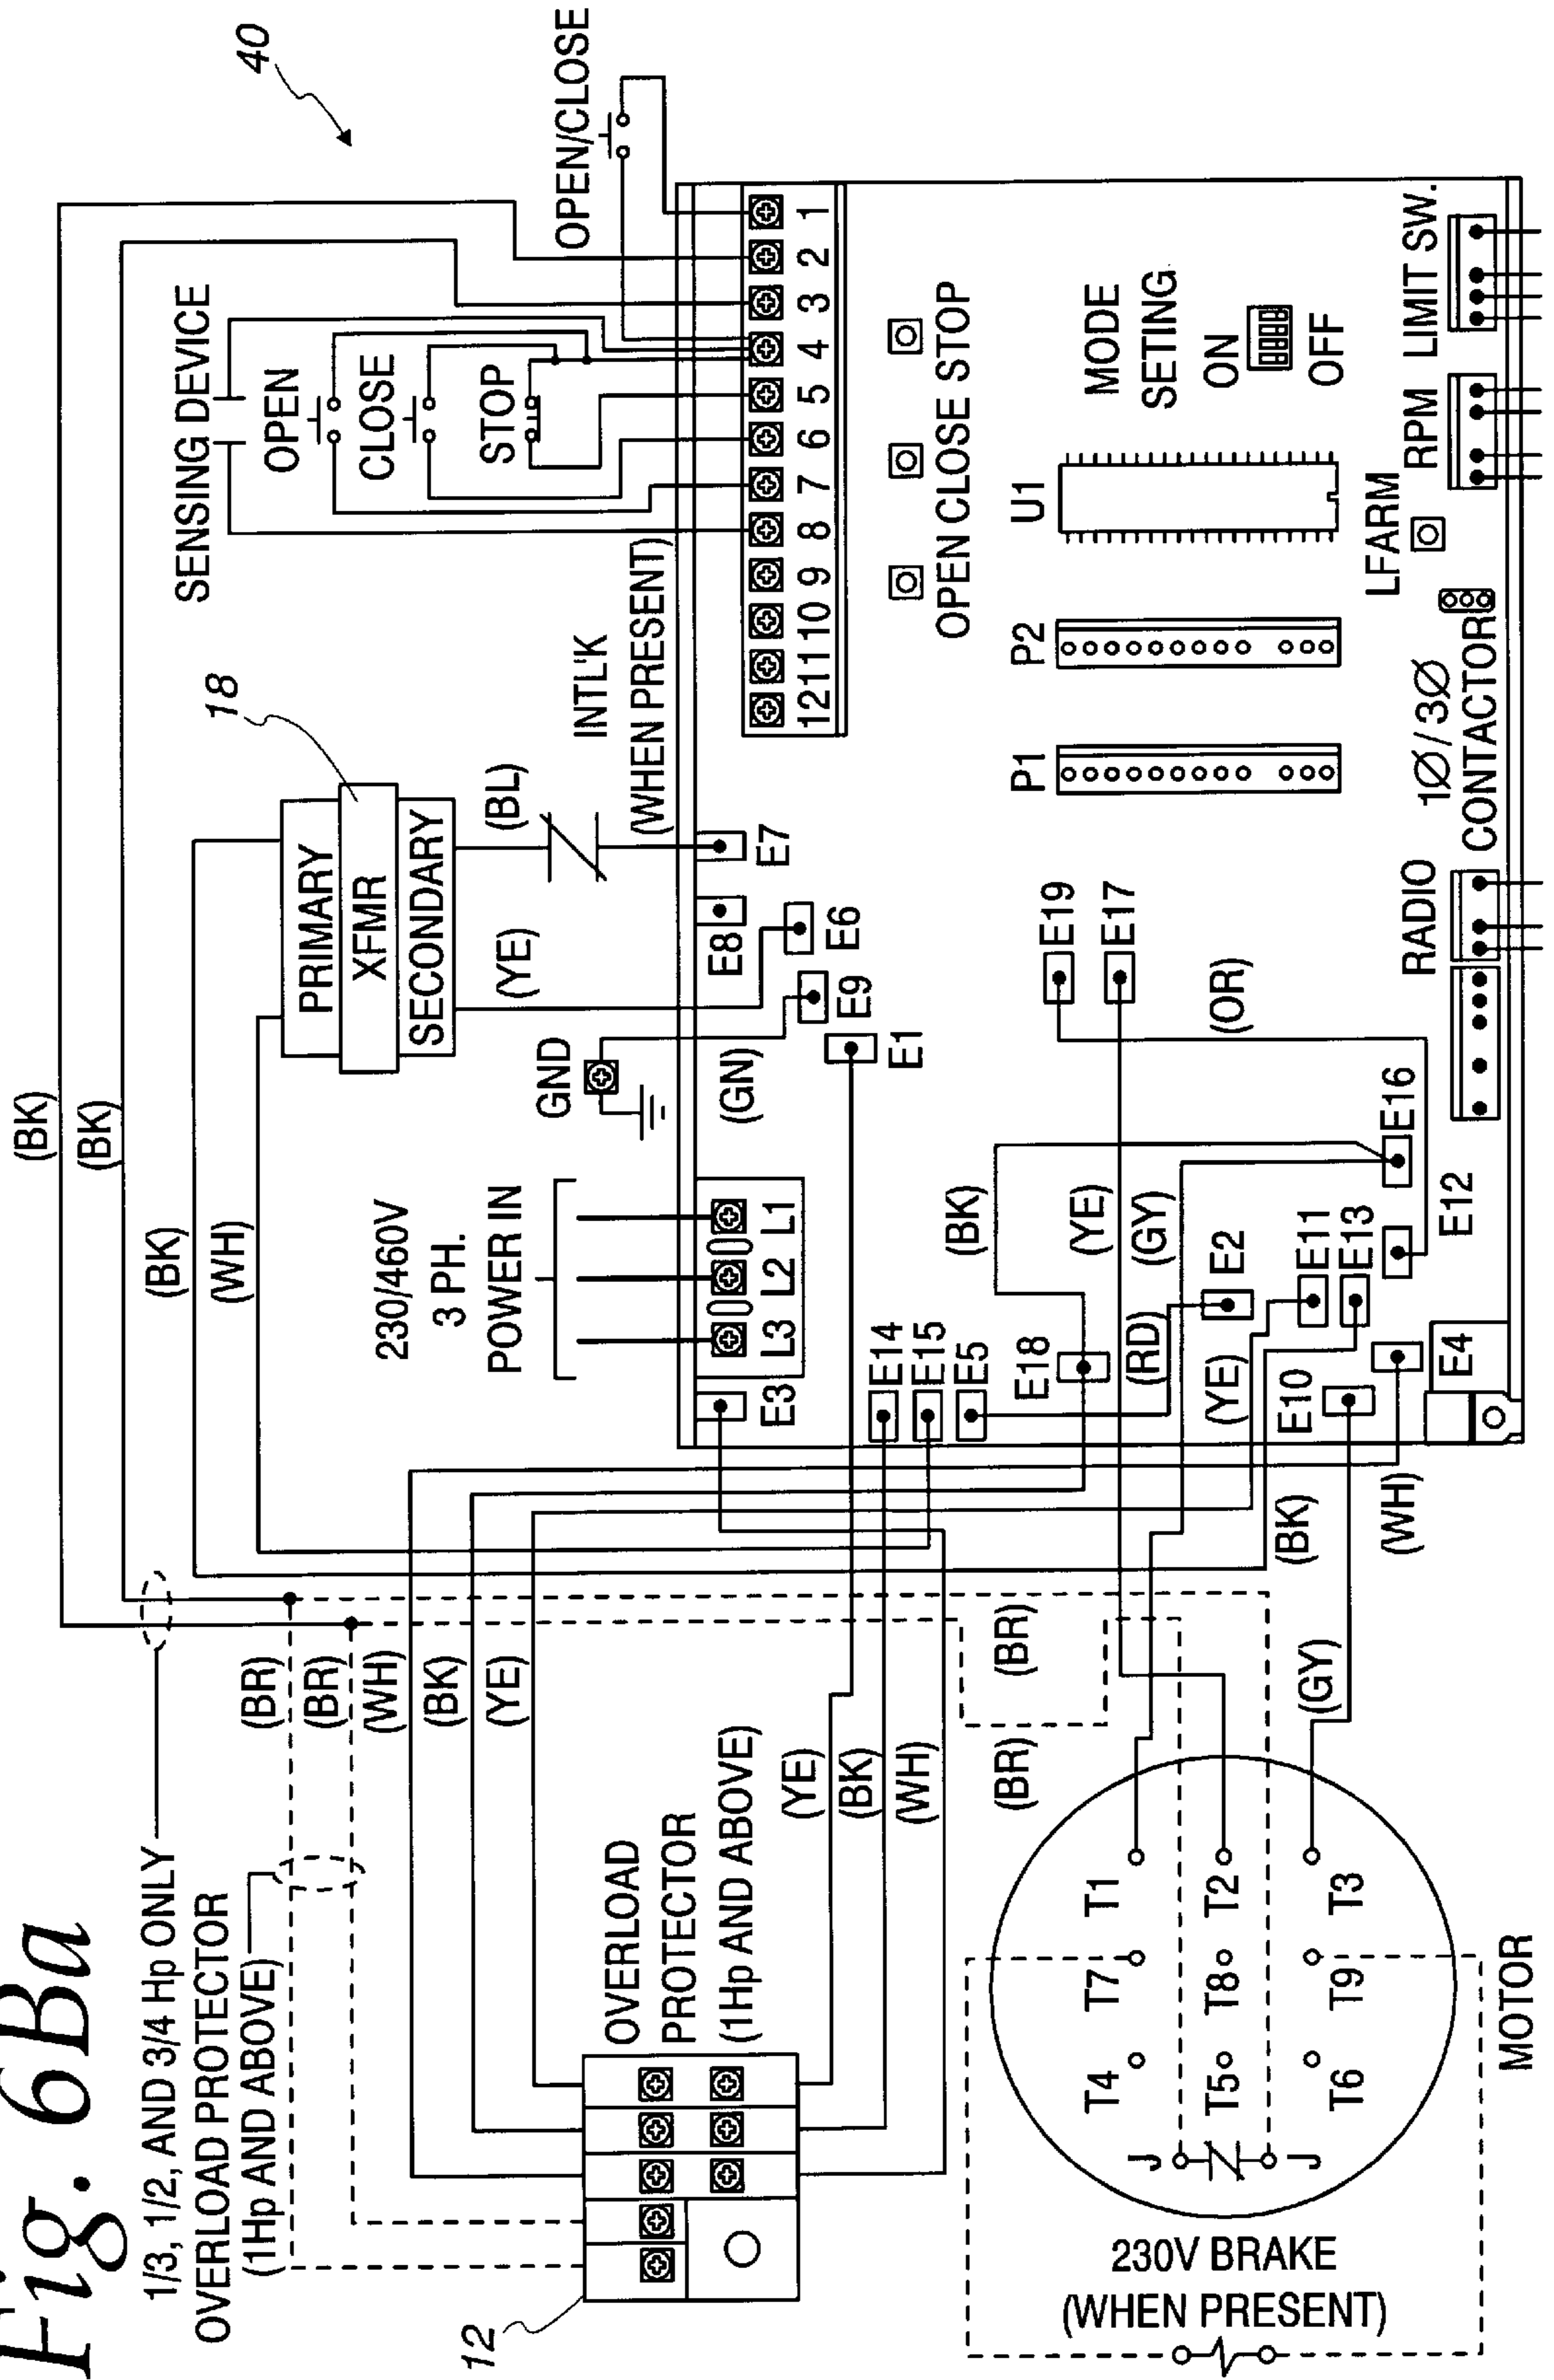 Fig. 6Ba
40
1/3, 1/2, AND 3/4 Hp ONLY
OVERLOAD PROTECTOR
(1Hp AND ABOVE)
(BK)
(BK)
(BK)
(WH)
(BR)
(BR)
(WH)
(BK)
(YE)
18
PRIMARY
XFMR
SECONDARY
(BL)
(YE)
INTL'K
(WHEN PRESENT)
SENSING DEVICE
OPEN
CLOSE
STOP
OPEN/CLOSE
12
OVERLOAD
PROTECTOR
(1Hp AND ABOVE)
(YE)
(BK)
(WH)
230/460V
3 PH.
POWER IN
GND
(GN)
E3
L3
L2
L1
E9
E8
E6
E7
E1
12
11
10
9
8
7
6
5
4
3
2
1
OPEN CLOSE STOP
E14
E15
E5
E18
(BK)
(YE)
(GY)
(RD)
(YE)
E2
E11
E13
E10
E4
E12
E16
(OR)
E19
E17
P1
P2
U1
MODE
SETING
ON
OFF
RADIO
1Ø/3Ø
CONTACTOR
LFARM
RPM
LIMIT SW.
(BR)
(BR)
(BK)
(WH)
(GY)
T4
T7
T1
J
T5
T8
T2
J
T6
T9
T3
MOTOR
230V BRAKE
(WHEN PRESENT)